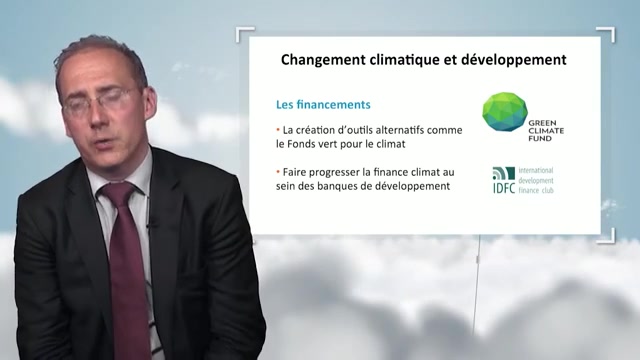 Changement climatique et développement
Les financements
• La création d'outils alternatifs comme
le Fonds vert pour le climat
GREEN
CLIMATE
FUND
• Faire progresser la finance climat au
sein des banques de développement
IDFC
international
development
finance club